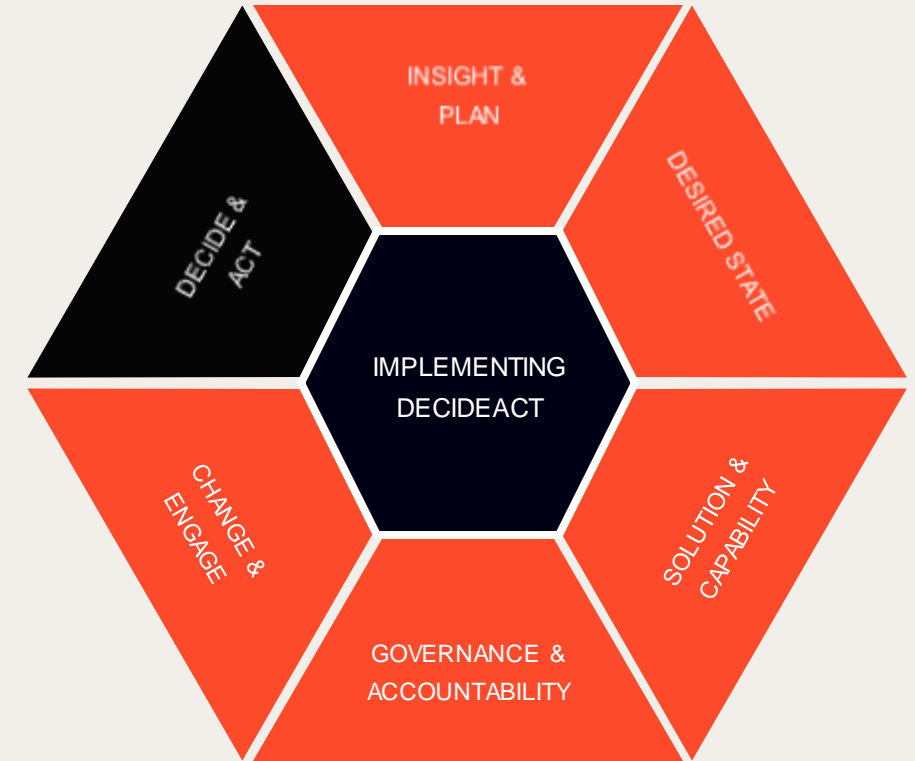 INSIGHT &
PLAN
DESIRED STATE
SOLUTION &
CAPABILITY
GOVERNANCE &
ACCOUNTABILITY
CHANGE &
ENGAGE
DECIDE &
ACT
IMPLEMENTING
DECIDEACT